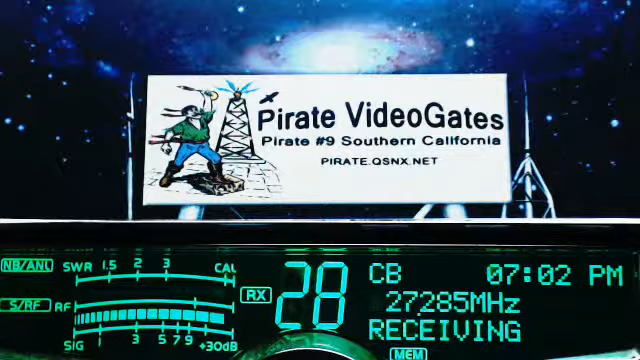 Pirate VideoGates
Pirate #9 Southern California
PIRATE.QSNX.NET
NB/ANL SWR 1.5 2 3 CAL
S/RF RF
SIG 1 3 5 7 9 +30dB
RX 28
CB 07:02 PM
27285MHz
RECEIVING
MEM